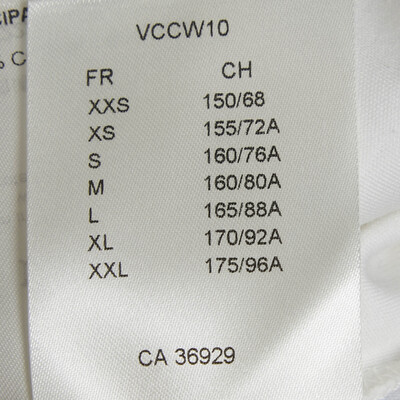 CIPA
% C
VCCW10
FR CH
XXS 150/68
XS 155/72A
S 160/76A
M 160/80A
L 165/88A
XL 170/92A
XXL 175/96A
CA 36929